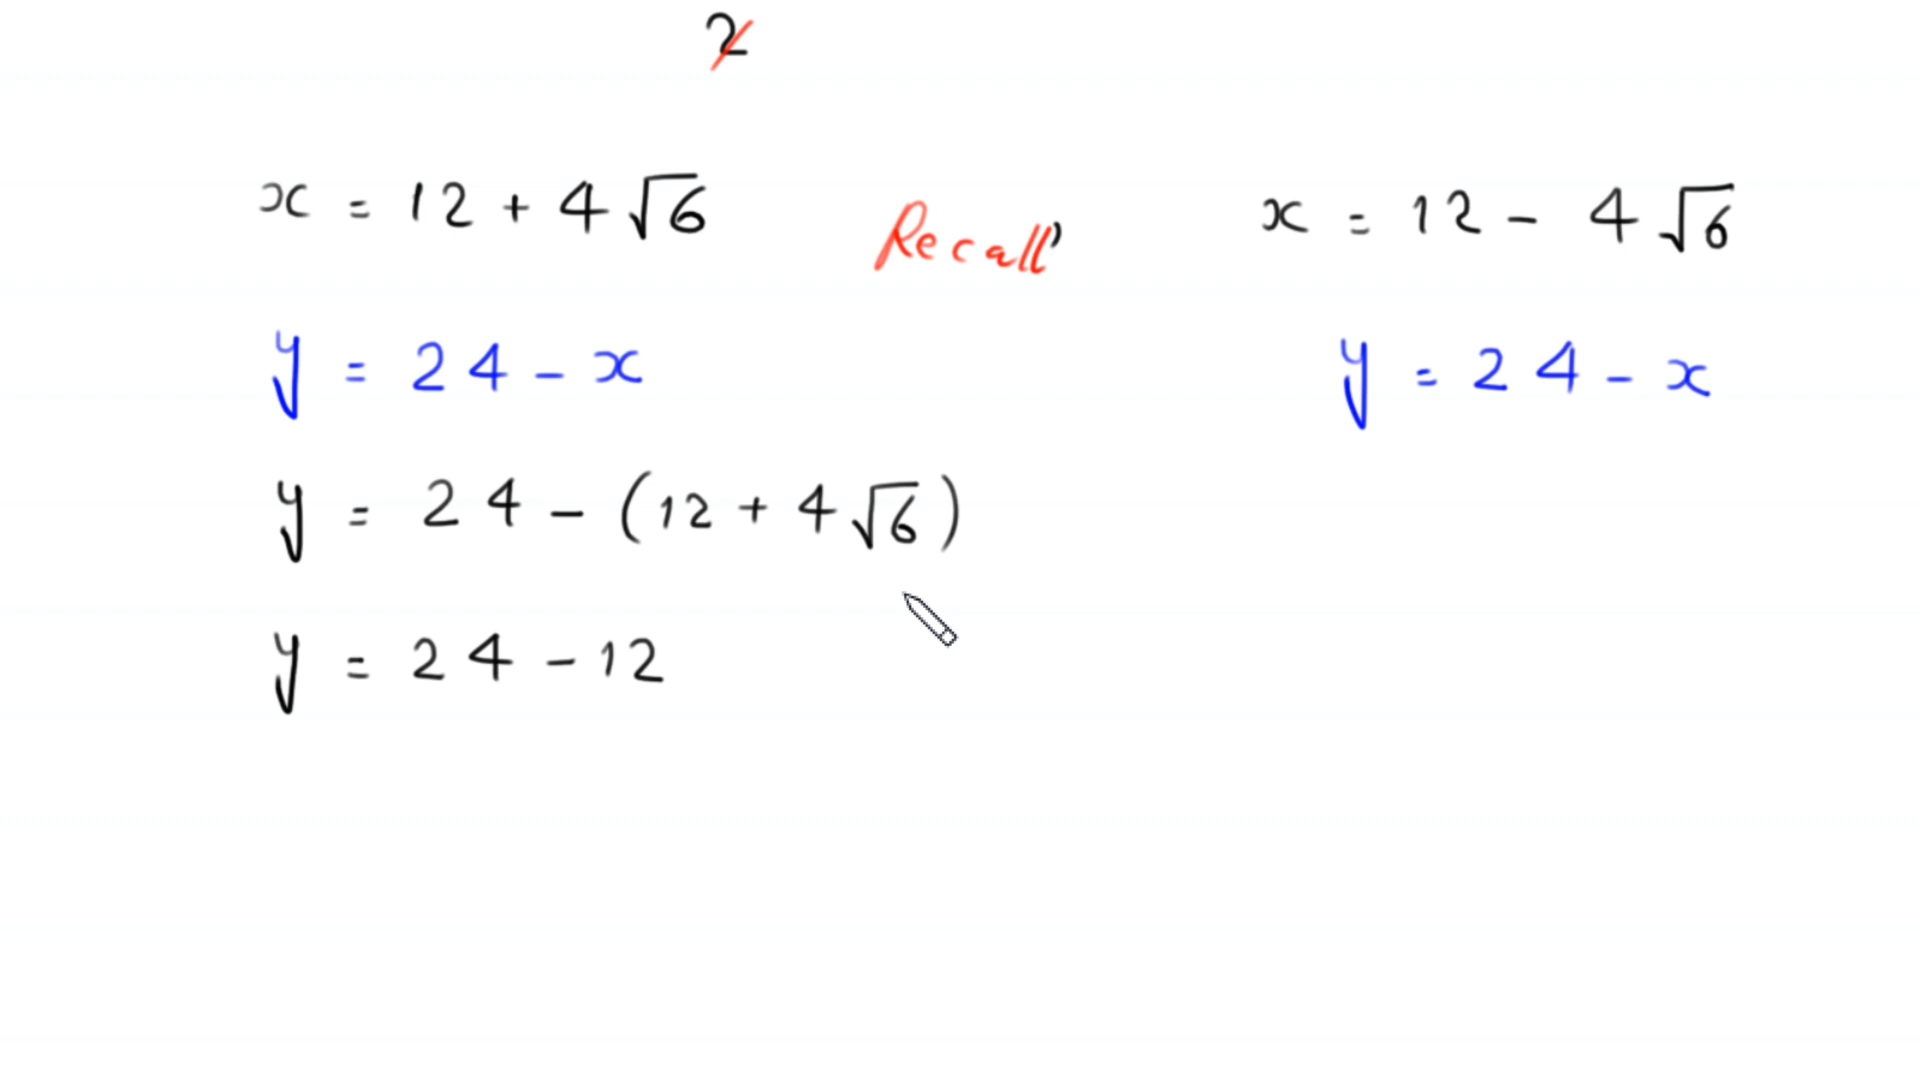 2
x = 12 + 4√6
Recall'
x = 12 - 4√6
y = 24 - x
y = 24 - x
y = 24 - (12 + 4√6)
y = 24 - 12